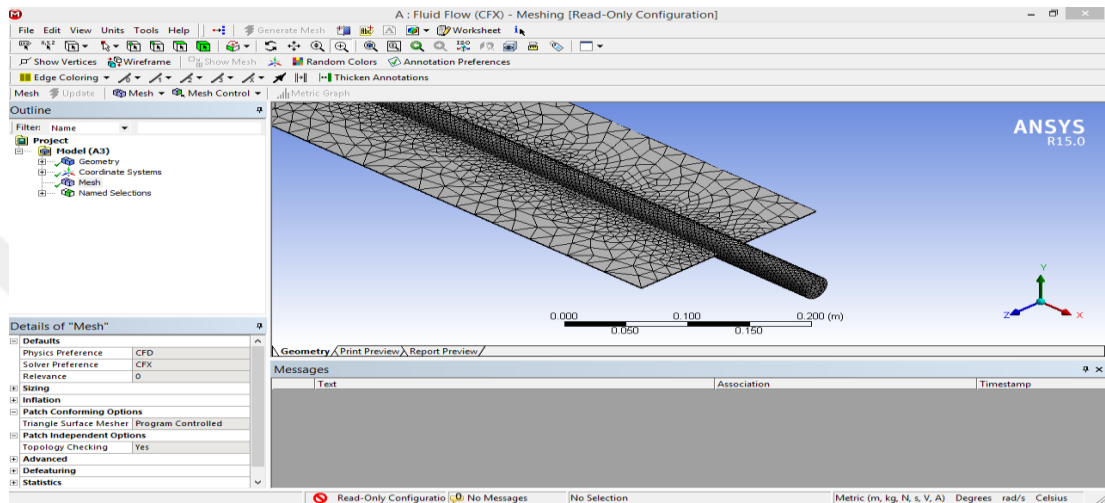 A : Fluid Flow (CFX) - Meshing [Read-Only Configuration]
File Edit View Units Tools Help Generate Mesh Worksheet
Show Vertices Wireframe Show Mesh Random Colors Annotation Preferences
Edge Coloring Thicken Annotations
Mesh Update Mesh Mesh Control Metric Graph
Outline
Filter: Name
Project
Model (A3)
Geometry
Coordinate Systems
Mesh
Named Selections
ANSYS
R15.0
Y
Z X
0.000 0.100 0.200 (m)
0.050 0.150
Geometry Print Preview Report Preview
Details of "Mesh"
Defaults
Physics Preference CFD
Solver Preference CFX
Relevance 0
Sizing
Inflation
Patch Conforming Options
Triangle Surface Mesher Program Controlled
Patch Independent Options
Topology Checking Yes
Advanced
Defeaturing
Statistics
Messages
Text Association Timestamp
Read-Only Configuratio 0 No Messages No Selection Metric (m, kg, N, s, V, A) Degrees rad/s Celsius